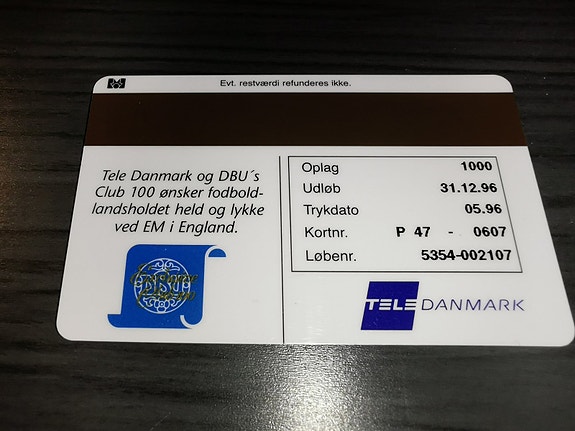 Evt. restværdi refunderes ikke.
Tele Danmark og DBU´s
Club 100 ønsker fodbold-
landsholdet held og lykke
ved EM i England.
DBU
Oplag 1000
Udløb 31.12.96
Trykdato 05.96
Kortnr. P 47 - 0607
Løbenr. 5354-002107
TELE DANMARK